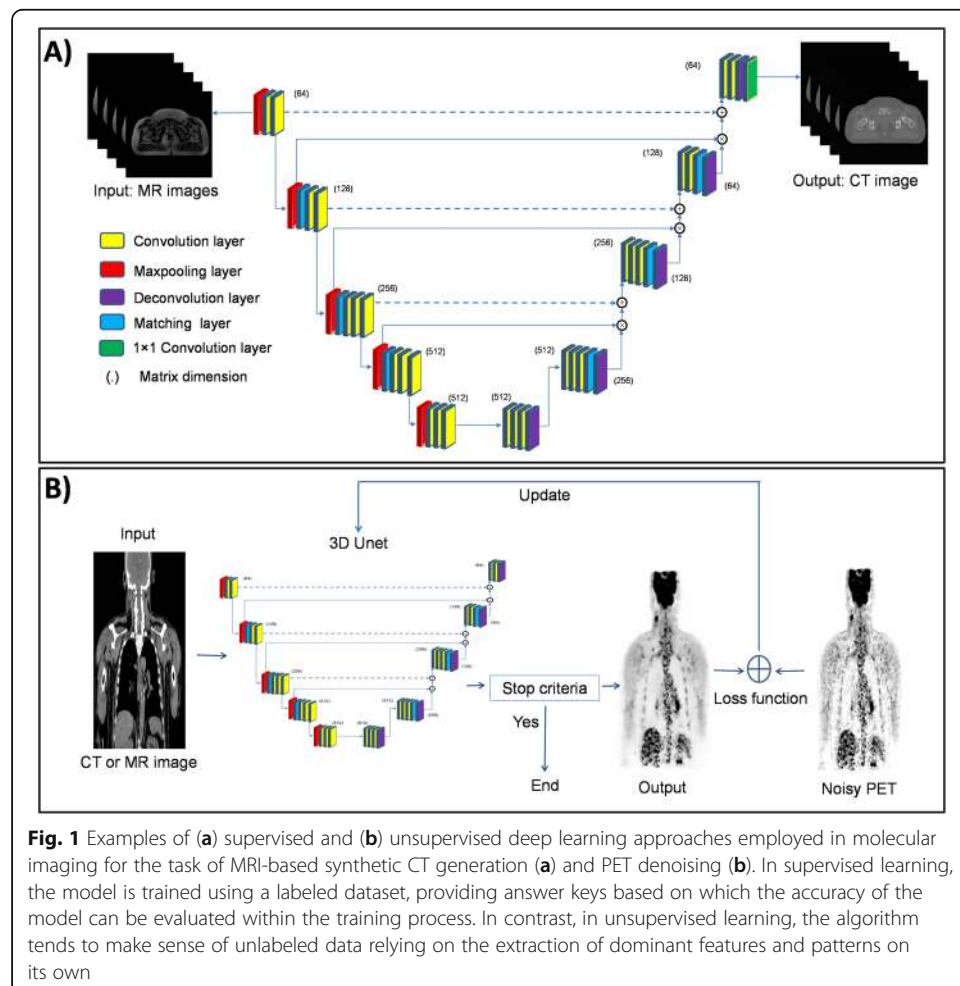 A)
(64)
(64)
Input: MR images
Output: CT image
(128)
(128)
(64)
Convolution layer
Maxpooling layer
Deconvolution layer
Matching layer
1×1 Convolution layer
(.) Matrix dimension
(256)
(256)
(128)
(512)
(512)
(256)
(512)
(512)
B)
Update
Input
3D Unet
CT or MR image
Stop criteria
Yes
End
Output
Loss function
Noisy PET
Fig. 1 Examples of (a) supervised and (b) unsupervised deep learning approaches employed in molecular
imaging for the task of MRI-based synthetic CT generation (a) and PET denoising (b). In supervised learning,
the model is trained using a labeled dataset, providing answer keys based on which the accuracy of the
model can be evaluated within the training process. In contrast, in unsupervised learning, the algorithm
tends to make sense of unlabeled data relying on the extraction of dominant features and patterns on
its own